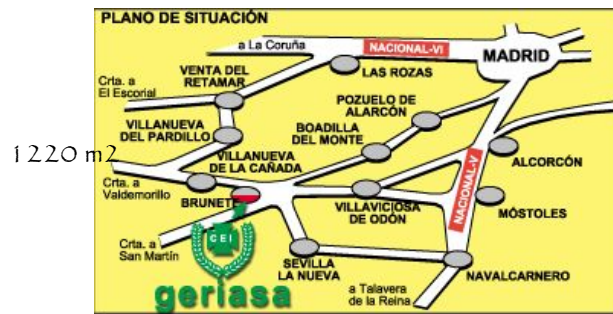 PLANO DE SITUACIÓN
a La Coruña
NACIONAL-VI
MADRID
VENTA DEL
RETAMAR
LAS ROZAS
Crta. a
El Escorial
POZUELO DE
ALARCÓN
VILLANUEVA
DEL PARDILLO
BOADILLA
DEL MONTE
1220 m2
VILLANUEVA
DE LA CAÑADA
ALCORCÓN
Crta. a
Valdemorillo
BRUNETE
VILLAVICIOSA
DE ODÓN
NACIONAL-V
MÓSTOLES
Crta. a
San Martín
CEI
SEVILLA
LA NUEVA
NAVALCARNERO
geriasa
a Talavera
de la Reina